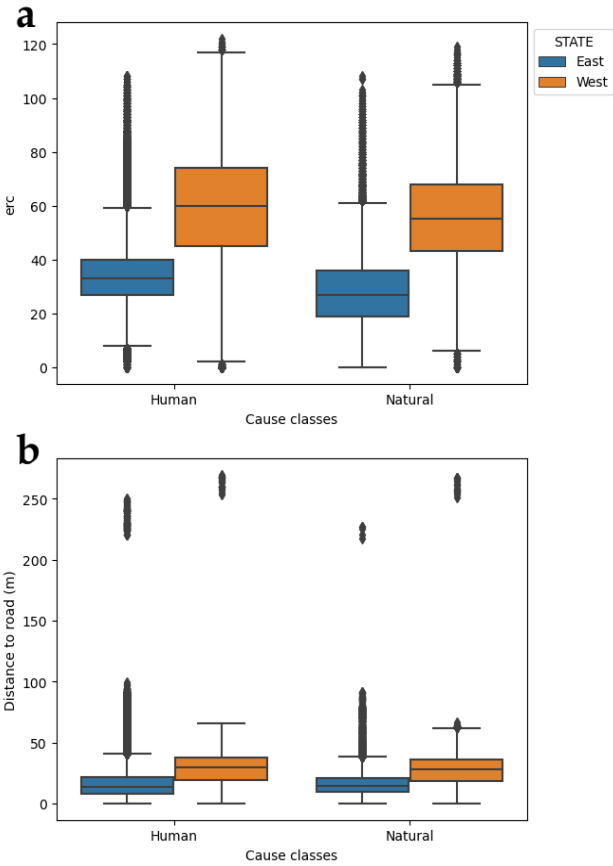 a
STATE
East
West
120
100
80
60
40
20
0
erc
Human
Natural
Cause classes
b
250
200
150
100
50
0
Distance to road (m)
Human
Natural
Cause classes